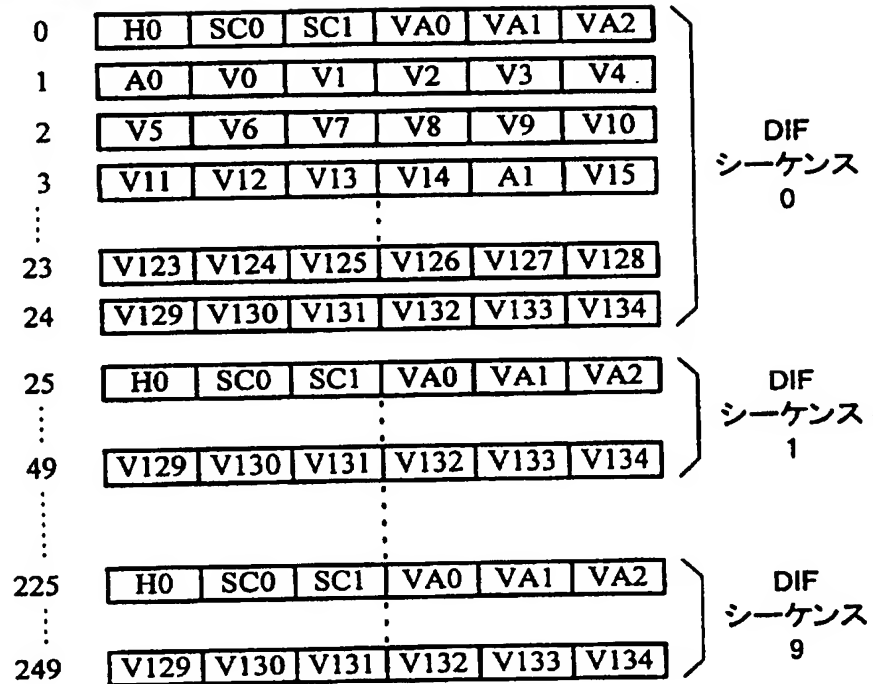 0 H0 SC0 SC1 VA0 VA1 VA2
1 A0 V0 V1 V2 V3 V4
2 V5 V6 V7 V8 V9 V10
3 V11 V12 V13 V14 A1 V15
DIF
シーケンス
0
23 V123 V124 V125 V126 V127 V128
24 V129 V130 V131 V132 V133 V134
25 H0 SC0 SC1 VA0 VA1 VA2
49 V129 V130 V131 V132 V133 V134
DIF
シーケンス
1
225 H0 SC0 SC1 VA0 VA1 VA2
249 V129 V130 V131 V132 V133 V134
DIF
シーケンス
9